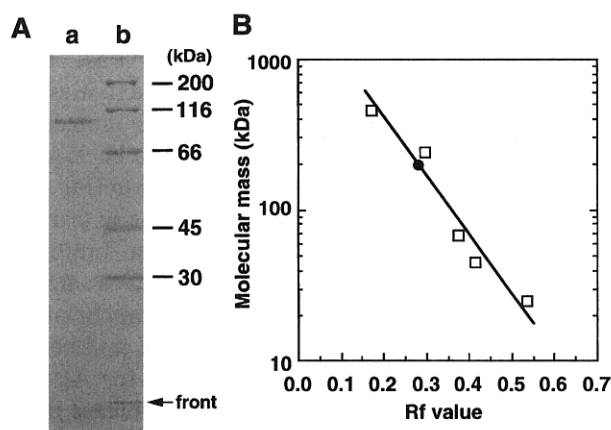 A
a b
(kDa)
200
116
66
45
30
front
B
Molecular mass (kDa)
1000
100
10
0.0 0.1 0.2 0.3 0.4 0.5 0.6 0.7
Rf value